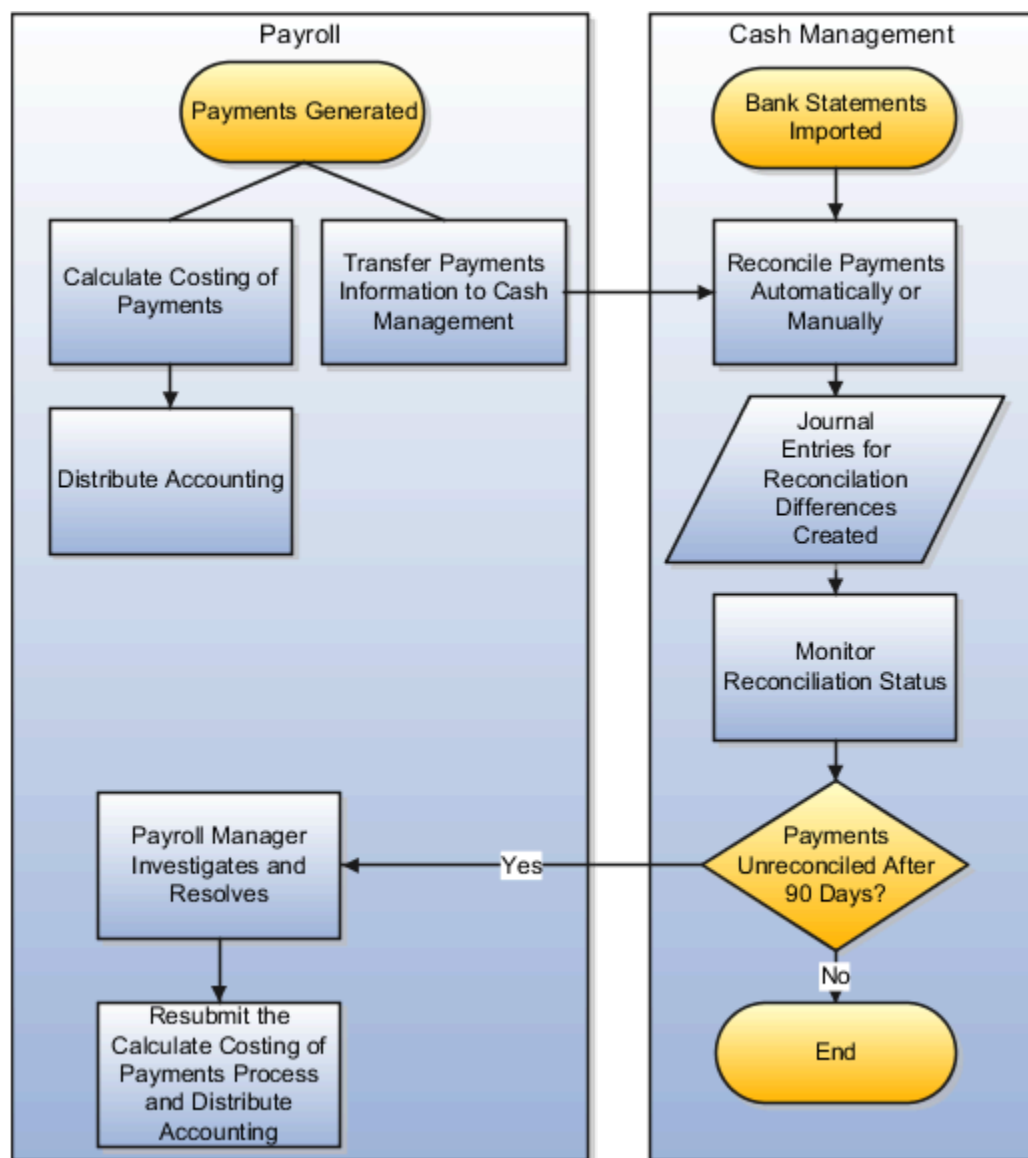 Payroll
Payments Generated
Calculate Costing of
Payments
Transfer Payments
Information to Cash
Management
Distribute Accounting
Payroll Manager
Investigates and
Resolves
Resubmit the
Calculate Costing of
Payments Process
and Distribute
Accounting
Cash Management
Bank Statements
Imported
Reconcile Payments
Automatically or
Manually
Journal
Entries for
Reconcilation
Differences
Created
Monitor
Reconciliation Status
Payments
Unreconciled After
90 Days?
Yes
No
End